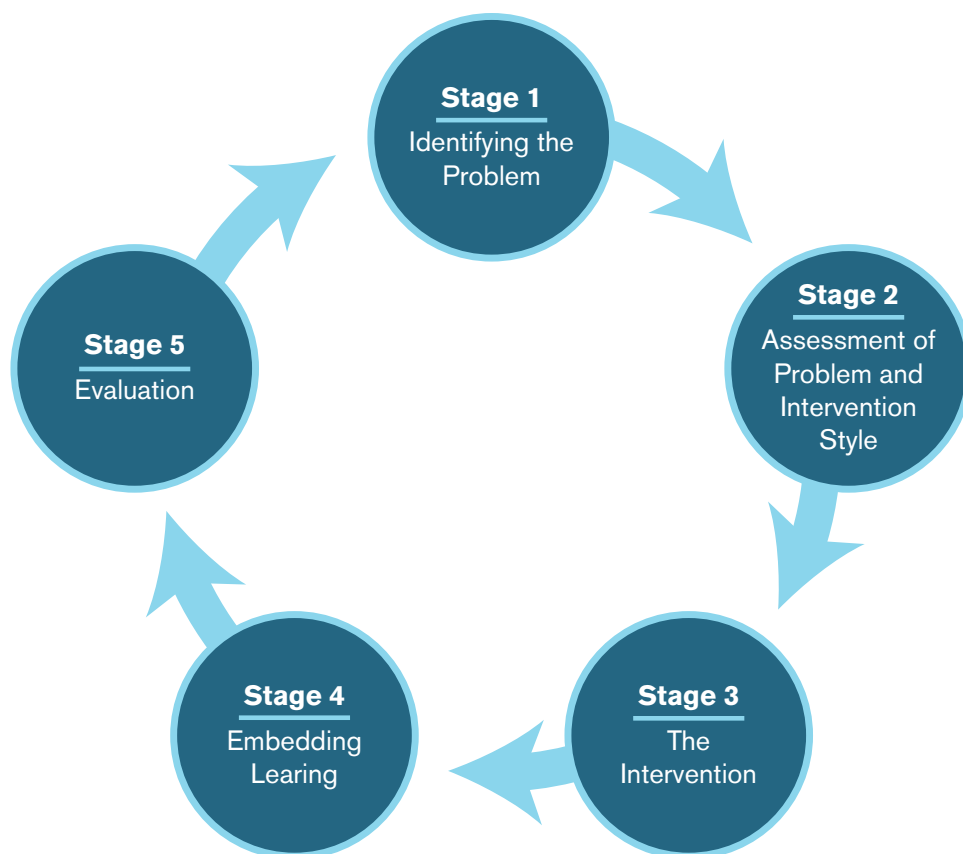 Stage 1
Identifying the
Problem
Stage 2
Assessment of
Problem and
Intervention
Style
Stage 3
The
Intervention
Stage 4
Embedding
Learing
Stage 5
Evaluation